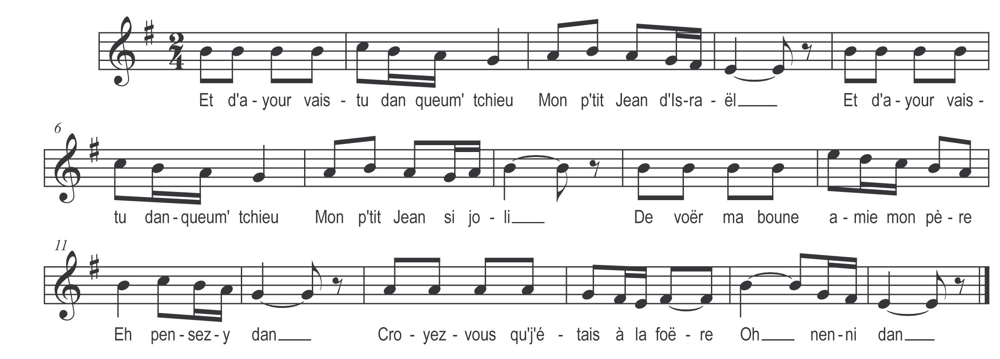 2
4
Et d'a - your vais - tu dan queum' tchieu Mon p'tit Jean d'Is-ra - ël Et d'a - your vais -
6
tu dan - queum' tchieu Mon p'tit Jean si jo - li De voër ma boune a - mie mon pè - re
11
Eh pen - sez - y dan Cro - yez - vous qu'j'é - tais à la foë - re Oh nen - ni dan